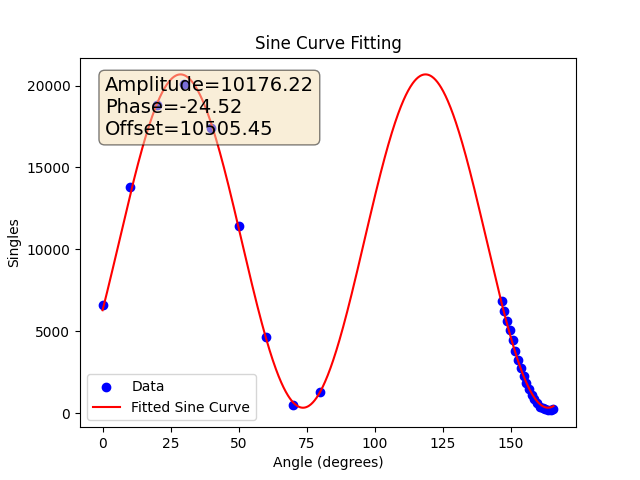 Sine Curve Fitting
Amplitude=10176.22
Phase=-24.52
Offset=10505.45
20000
15000
10000
5000
0
Singles
Data
Fitted Sine Curve
0 25 50 75 100 125 150
Angle (degrees)